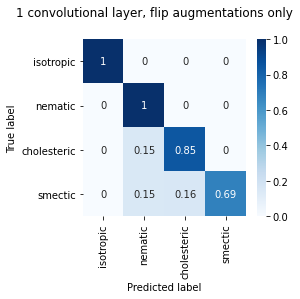 1 convolutional layer, flip augmentations only
True label
isotropic 1 0 0 0
nematic 0 1 0 0
cholesteric 0 0.15 0.85 0
smectic 0 0.15 0.16 0.69
isotropic nematic cholesteric smectic
Predicted label
1.0
0.8
0.6
0.4
0.2
0.0